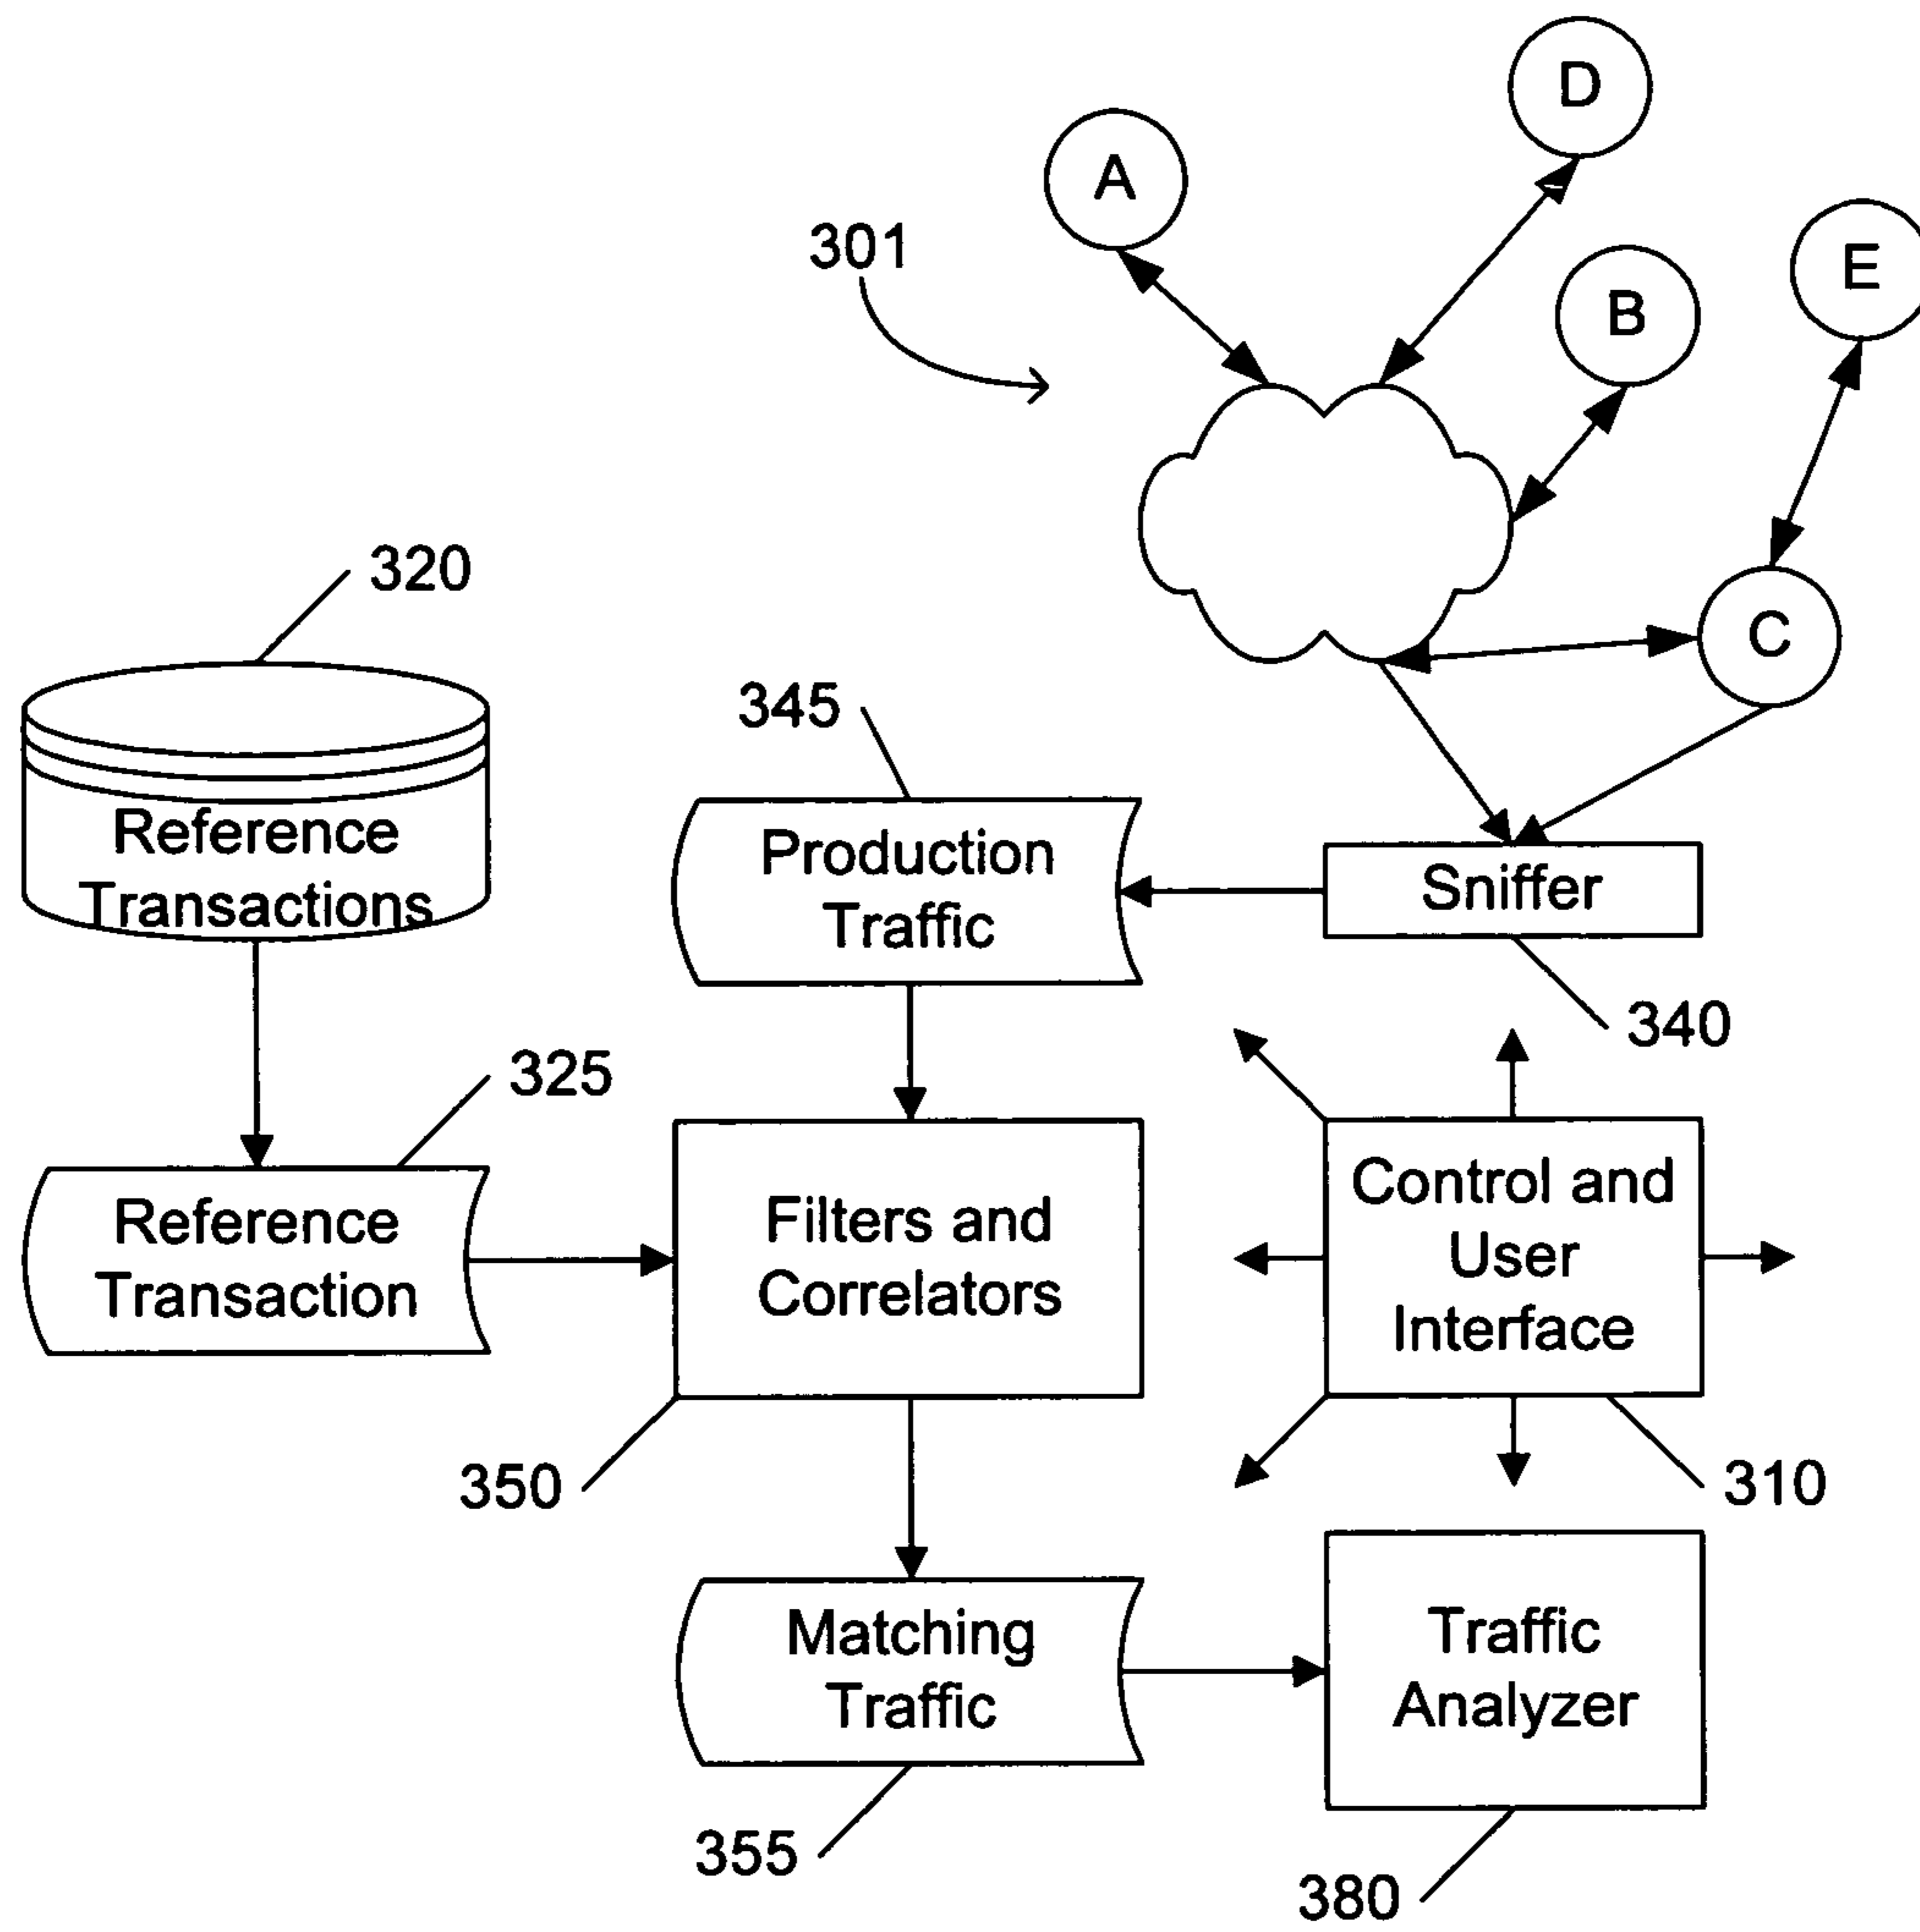 D
A
301
E
B
320
C
345
Reference
Transactions
Production
Traffic
Sniffer
340
325
Reference
Transaction
Filters and
Correlators
Control and
User
Interface
350
310
Matching
Traffic
Traffic
Analyzer
355
380